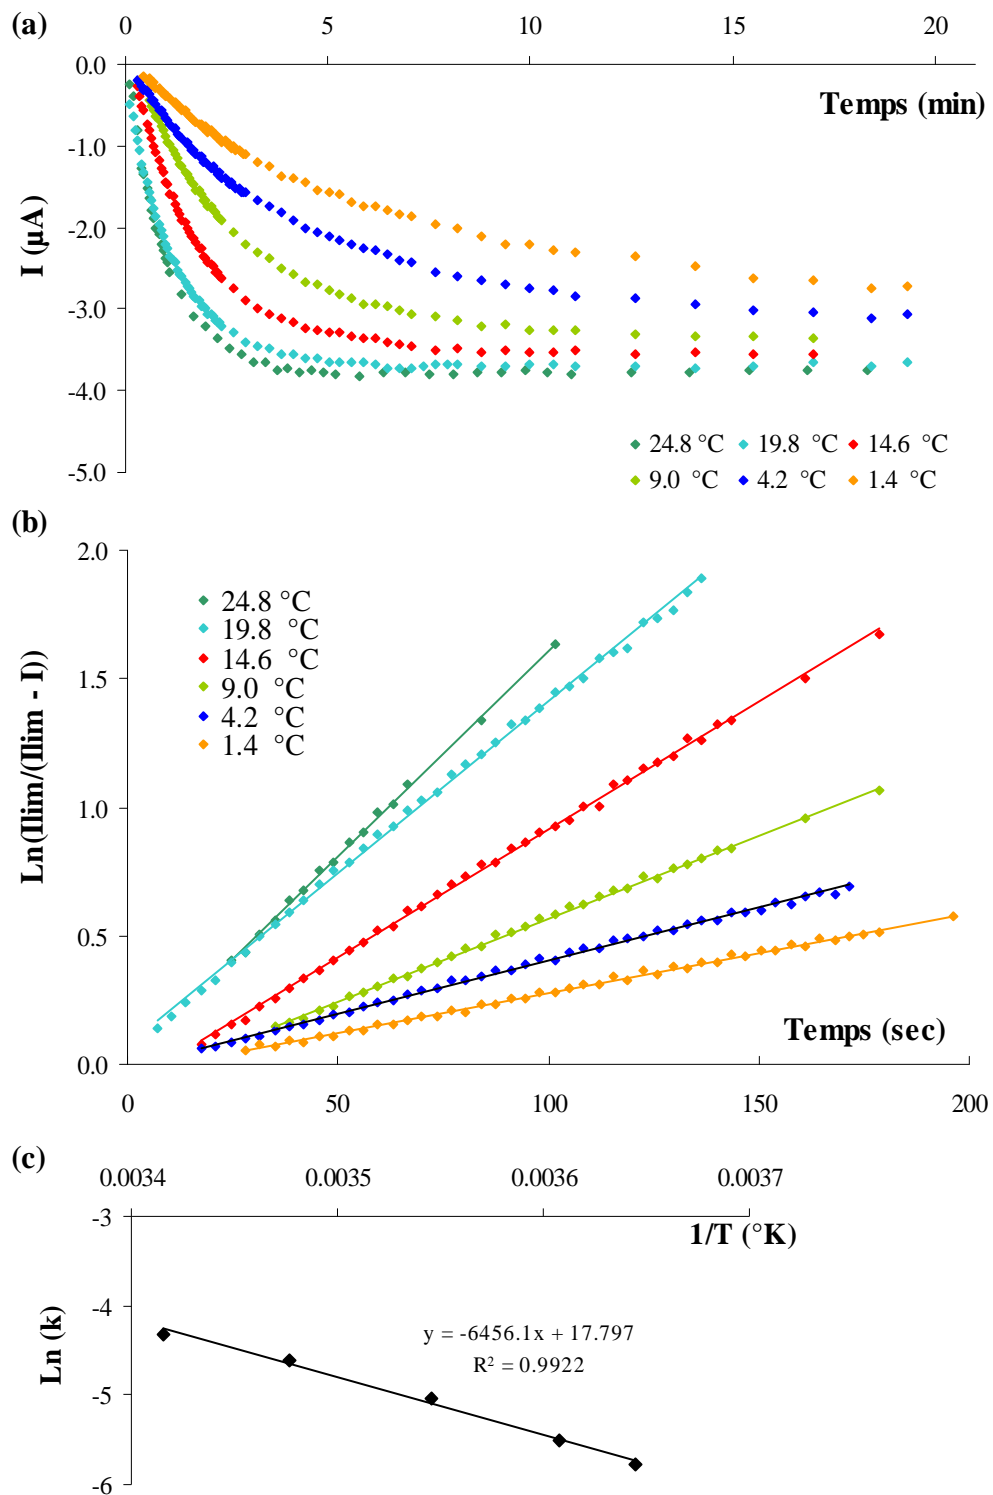 (a)
0 5 10 15 20
0.0
Temps (min)
-1.0
-2.0
-3.0
-4.0
-5.0
I (µA)
24.8 °C 19.8 °C 14.6 °C
9.0 °C 4.2 °C 1.4 °C
(b)
2.0
1.5
1.0
0.5
0.0
Ln(Ilim/(Ilim - I))
24.8 °C
19.8 °C
14.6 °C
9.0 °C
4.2 °C
1.4 °C
Temps (sec)
0 50 100 150 200
(c)
0.0034 0.0035 0.0036 0.0037
-3
1/T (°K)
-4
-5
-6
Ln (k)
y = -6456.1x + 17.797
R² = 0.9922